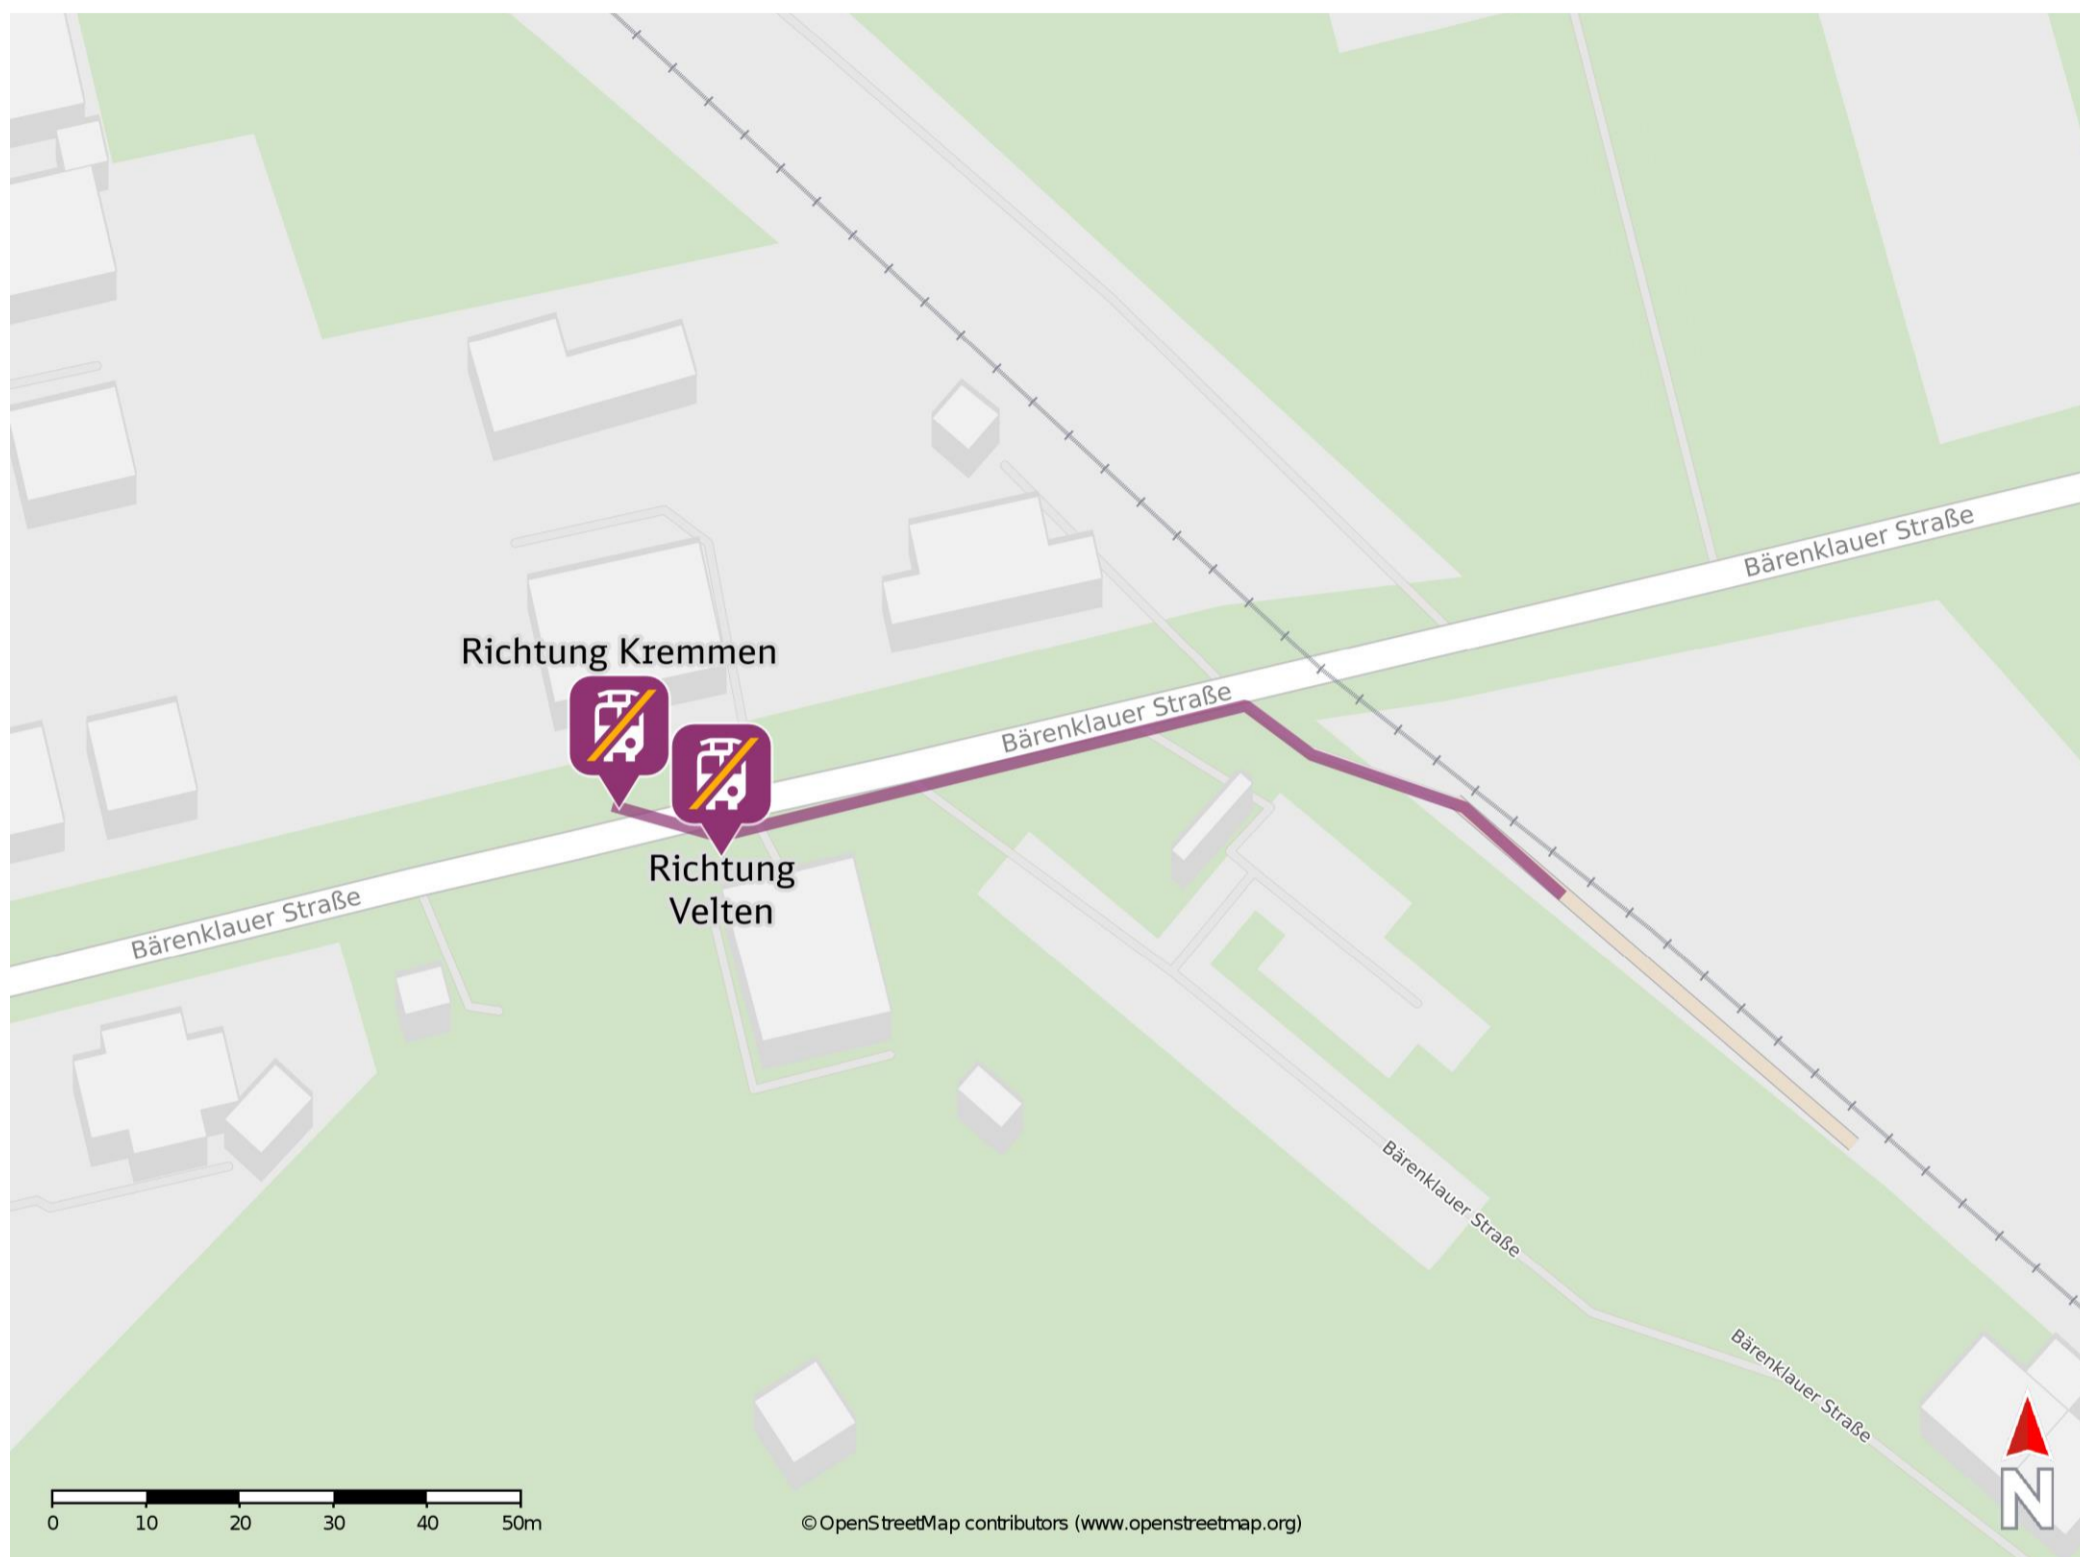 Bärenklauer Straße
Richtung Kremmen
Bärenklauer Straße
Richtung
Velten
Bärenklauer Straße
Bärenklauer Straße
Bärenklauer Straße
N
0 10 20 30 40 50m
© OpenStreetMap contributors (www.openstreetmap.org)